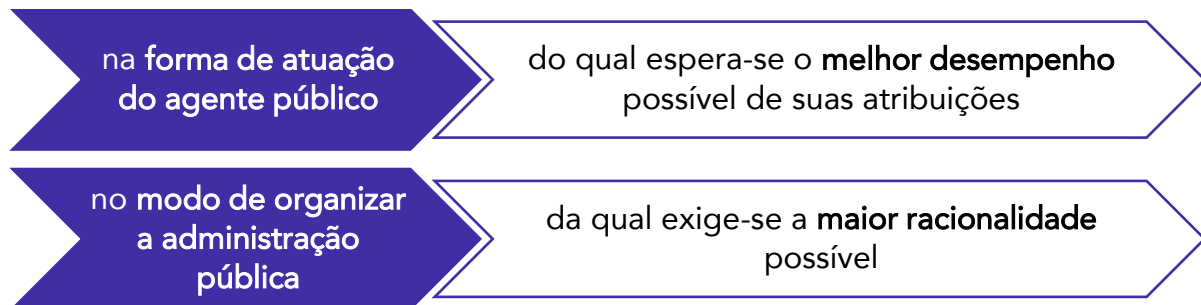 na forma de atuação
do agente público
do qual espera-se o melhor desempenho
possível de suas atribuições
no modo de organizar
a administração
pública
da qual exige-se a maior racionalidade
possível